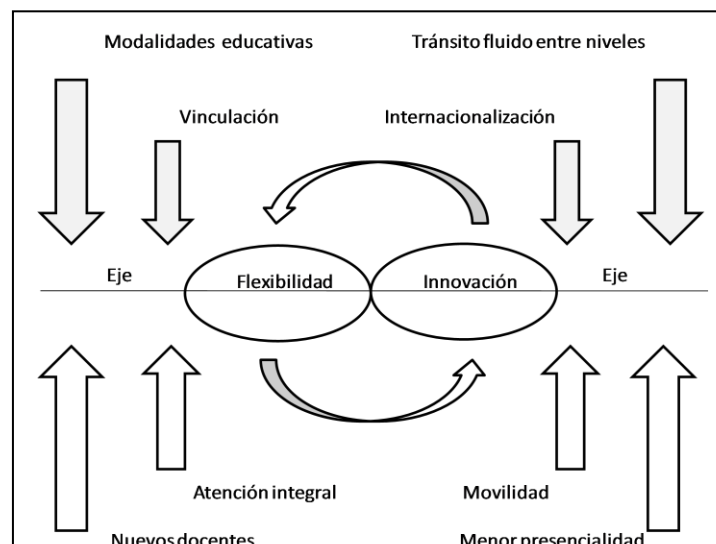 Modalidades educativas
Tránsito fluido entre niveles
Vinculación
Internacionalización
Eje
Flexibilidad
Innovación
Eje
Atención integral
Movilidad
Nuevos docentes
Menor presencialidad